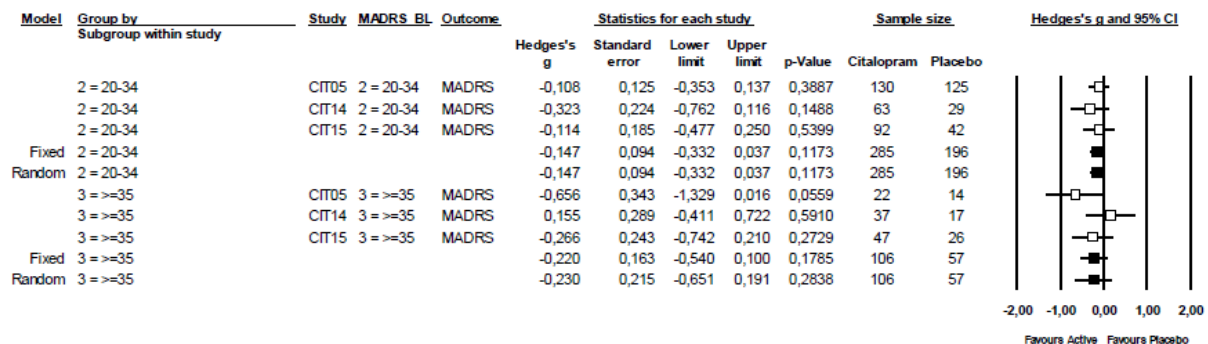 Model Group by Study MADRS_BL Outcome Statistics for each study Sample size Hedges's g and 95% CI
Subgroup within study
Hedges's g Standard error Lower limit Upper limit p-Value Citalopram Placebo
2 = 20-34 CIT05 2 = 20-34 MADRS -0,108 0,125 -0,353 0,137 0,3887 130 125
2 = 20-34 CIT14 2 = 20-34 MADRS -0,323 0,224 -0,762 0,116 0,1488 63 29
2 = 20-34 CIT15 2 = 20-34 MADRS -0,114 0,185 -0,477 0,250 0,5399 92 42
Fixed 2 = 20-34 -0,147 0,094 -0,332 0,037 0,1173 285 196
Random 2 = 20-34 -0,147 0,094 -0,332 0,037 0,1173 285 196
3 = >=35 CIT05 3 = >=35 MADRS -0,656 0,343 -1,329 0,016 0,0559 22 14
3 = >=35 CIT14 3 = >=35 MADRS 0,155 0,289 -0,411 0,722 0,5910 37 17
3 = >=35 CIT15 3 = >=35 MADRS -0,266 0,243 -0,742 0,210 0,2729 47 26
Fixed 3 = >=35 -0,220 0,163 -0,540 0,100 0,1785 106 57
Random 3 = >=35 -0,230 0,215 -0,651 0,191 0,2838 106 57
-2,00 -1,00 0,00 1,00 2,00
Favours Active Favours Placebo